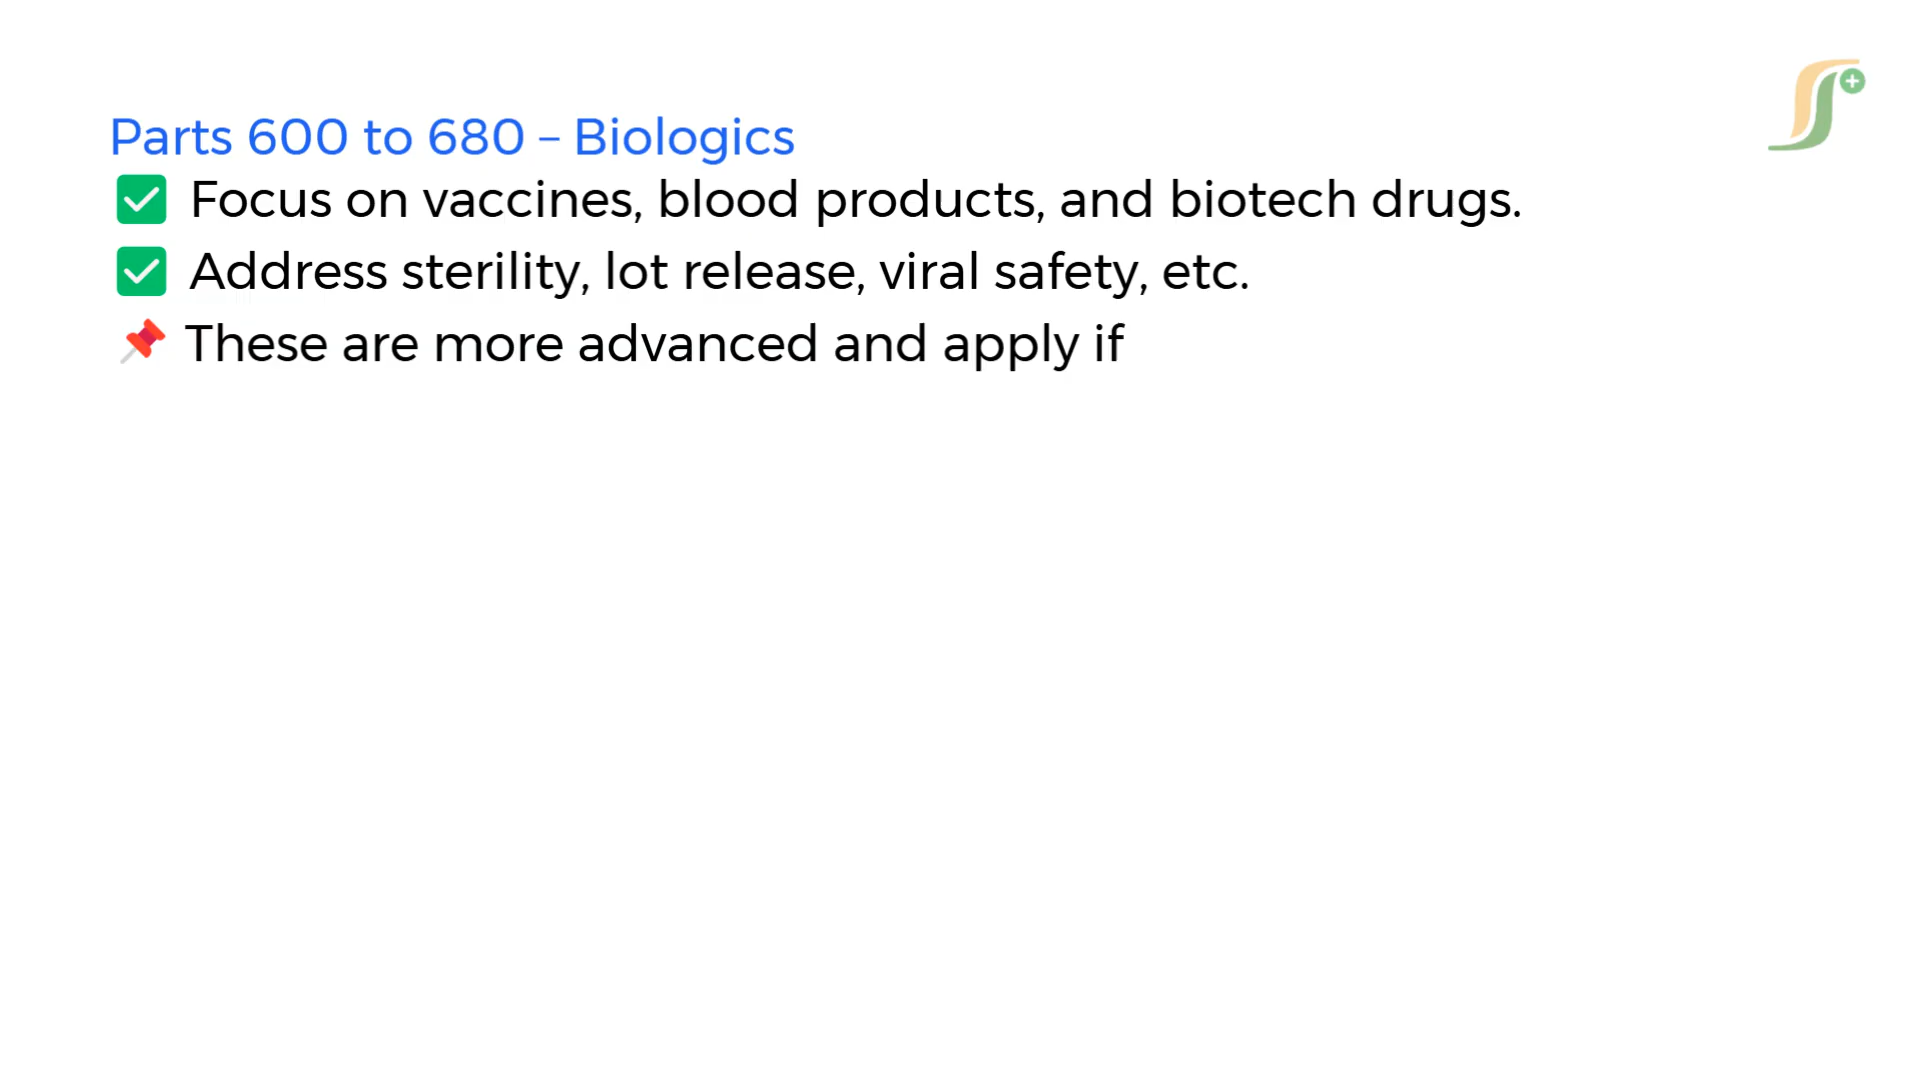 Parts 600 to 680 – Biologics
✅ Focus on vaccines, blood products, and biotech drugs.
✅ Address sterility, lot release, viral safety, etc.
📌 These are more advanced and apply if